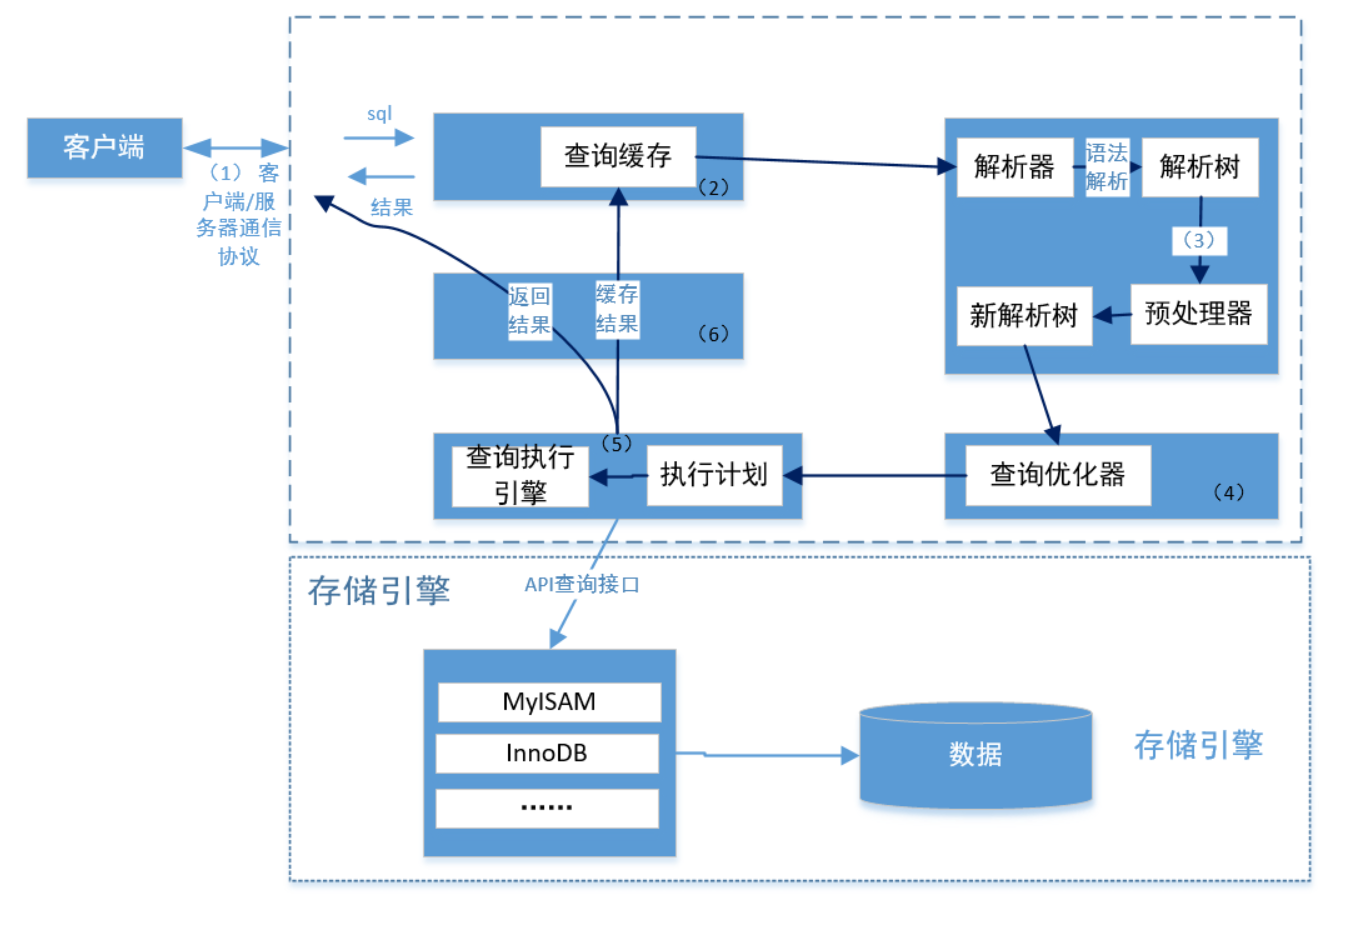 sql
客户端
查询缓存
（1） 客
户端/服
务器通信
协议
（2）
结果
解析器
语法
解析
解析树
（3）
返回
结果
缓存
结果
（6）
新解析树
预处理器
（5）
查询执行
引擎
执行计划
查询优化器
（4）
存储引擎
API查询接口
MyISAM
InnoDB
······
数据
存储引擎